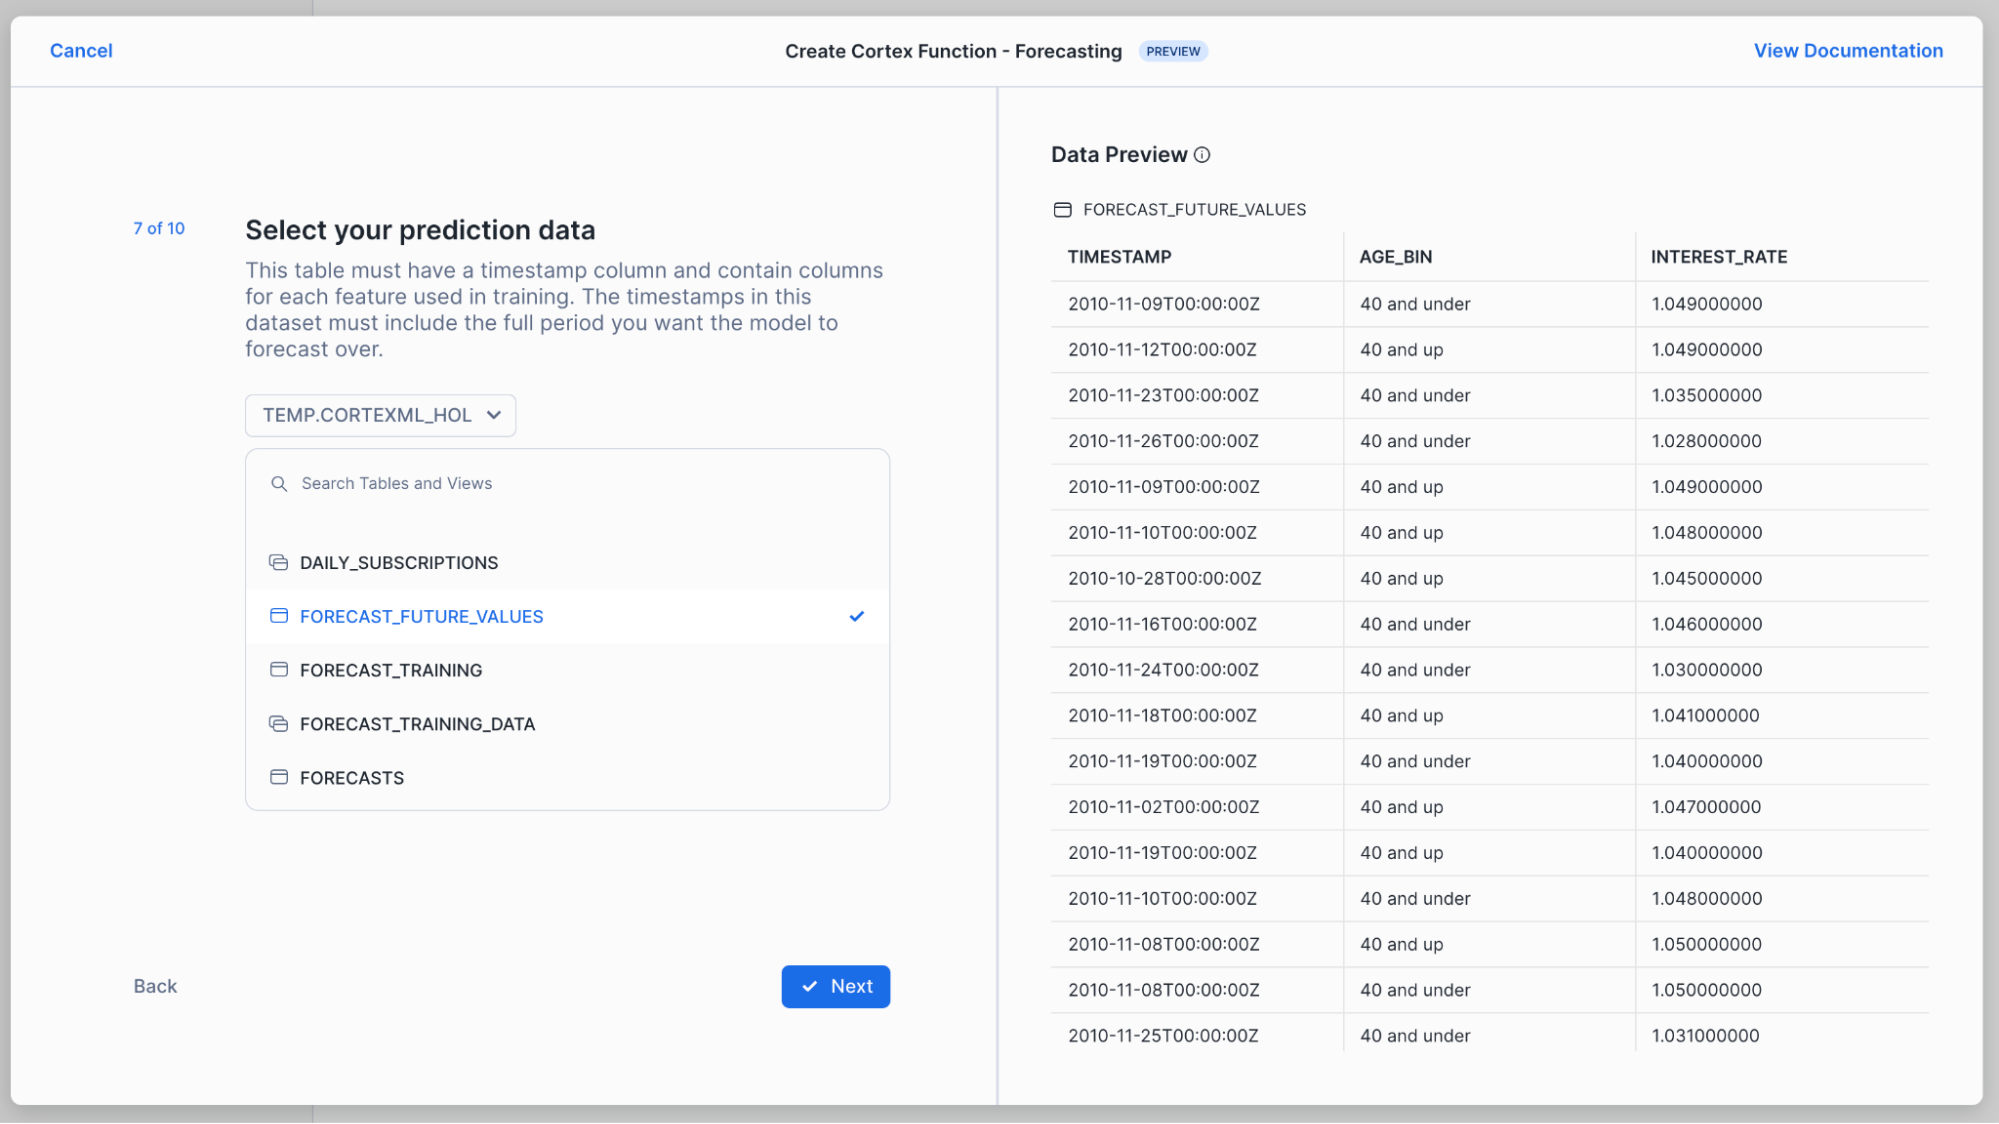 Cancel
Create Cortex Function - Forecasting PREVIEW
View Documentation
7 of 10
Select your prediction data
This table must have a timestamp column and contain columns
for each feature used in training. The timestamps in this
dataset must include the full period you want the model to
forecast over.
TEMP.CORTEXML_HOL
Search Tables and Views
DAILY_SUBSCRIPTIONS
FORECAST_FUTURE_VALUES
FORECAST_TRAINING
FORECAST_TRAINING_DATA
FORECASTS
Back
Next
Data Preview
FORECAST_FUTURE_VALUES
TIMESTAMP AGE_BIN INTEREST_RATE
2010-11-09T00:00:00Z 40 and under 1.049000000
2010-11-12T00:00:00Z 40 and up 1.049000000
2010-11-23T00:00:00Z 40 and under 1.035000000
2010-11-26T00:00:00Z 40 and under 1.028000000
2010-11-09T00:00:00Z 40 and up 1.049000000
2010-11-10T00:00:00Z 40 and up 1.048000000
2010-10-28T00:00:00Z 40 and up 1.045000000
2010-11-16T00:00:00Z 40 and under 1.046000000
2010-11-24T00:00:00Z 40 and under 1.030000000
2010-11-18T00:00:00Z 40 and up 1.041000000
2010-11-19T00:00:00Z 40 and under 1.040000000
2010-11-02T00:00:00Z 40 and up 1.047000000
2010-11-19T00:00:00Z 40 and up 1.040000000
2010-11-10T00:00:00Z 40 and under 1.048000000
2010-11-08T00:00:00Z 40 and up 1.050000000
2010-11-08T00:00:00Z 40 and under 1.050000000
2010-11-25T00:00:00Z 40 and under 1.031000000